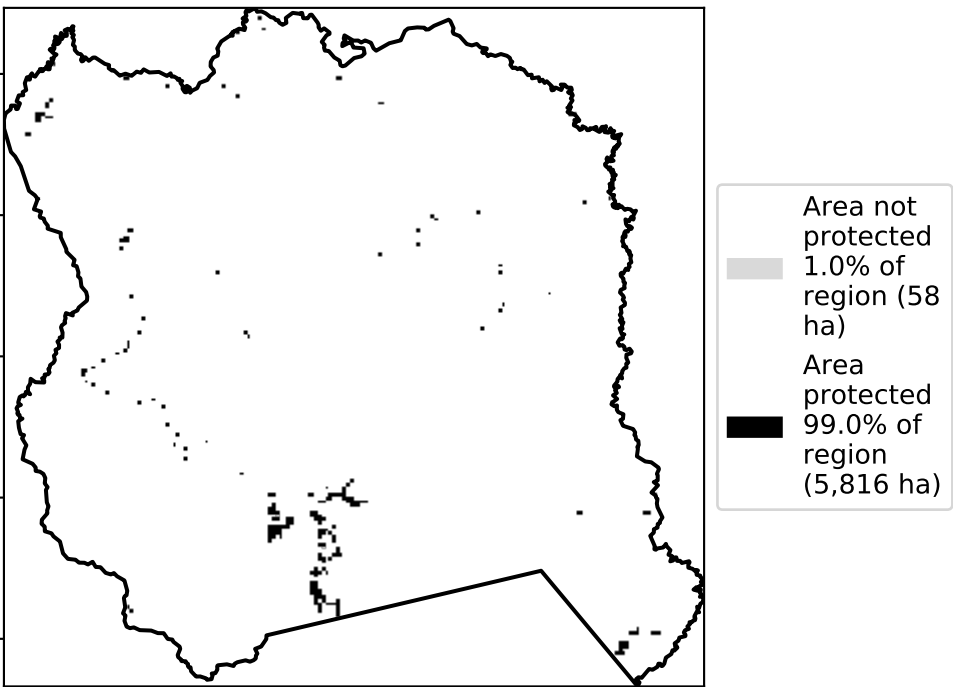 Area not
protected
1.0% of
region (58
ha)
Area
protected
99.0% of
region
(5,816 ha)